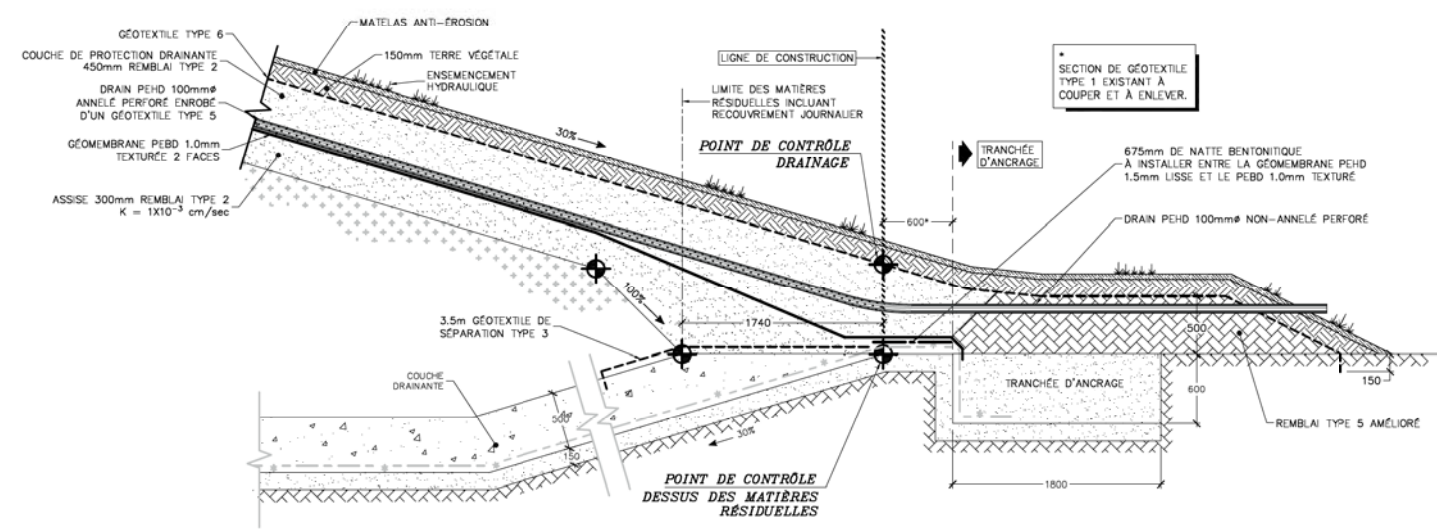 MATELAS ANTI-ÉROSION
GÉOTEXTILE TYPE 6
COUCHE DE PROTECTION DRAINANTE
450mm REMBLAI TYPE 2
150mm TERRE VÉGÉTALE
ENSEMENCEMENT
HYDRAULIQUE
DRAIN PEHD 100mmø
ANNELÉ PERFORÉ ENROBÉ
D'UN GÉOTEXTILE TYPE 5
GÉOMEMBRANE PEBD 1.0mm
TEXTURÉE 2 FACES
ASSISE 300mm REMBLAI TYPE 2
K = 1X10⁻³ cm/sec
30%
LIGNE DE CONSTRUCTION
LIMITE DES MATIÈRES
RÉSIDUELLES INCLUANT
RECOUVREMENT JOURNALIER
POINT DE CONTRÔLE
DRAINAGE
TRANCHÉE
D'ANCRAGE
*
SECTION DE GÉOTEXTILE
TYPE 1 EXISTANT À
COUPER ET À ENLEVER.
675mm DE NATTE BENTONITIQUE
À INSTALLER ENTRE LA GÉOMEMBRANE PEHD
1.5mm LISSE ET LE PEBD 1.0mm TEXTURÉ
600*
DRAIN PEHD 100mmø NON-ANNELÉ PERFORÉ
100%
1740
3.5m GÉOTEXTILE DE
SÉPARATION TYPE 3
500
COUCHE
DRAINANTE
TRANCHÉE D'ANCRAGE
600
150
REMBLAI TYPE 5 AMÉLIORÉ
500
150
30%
POINT DE CONTRÔLE
DESSUS DES MATIÈRES
RÉSIDUELLES
1800